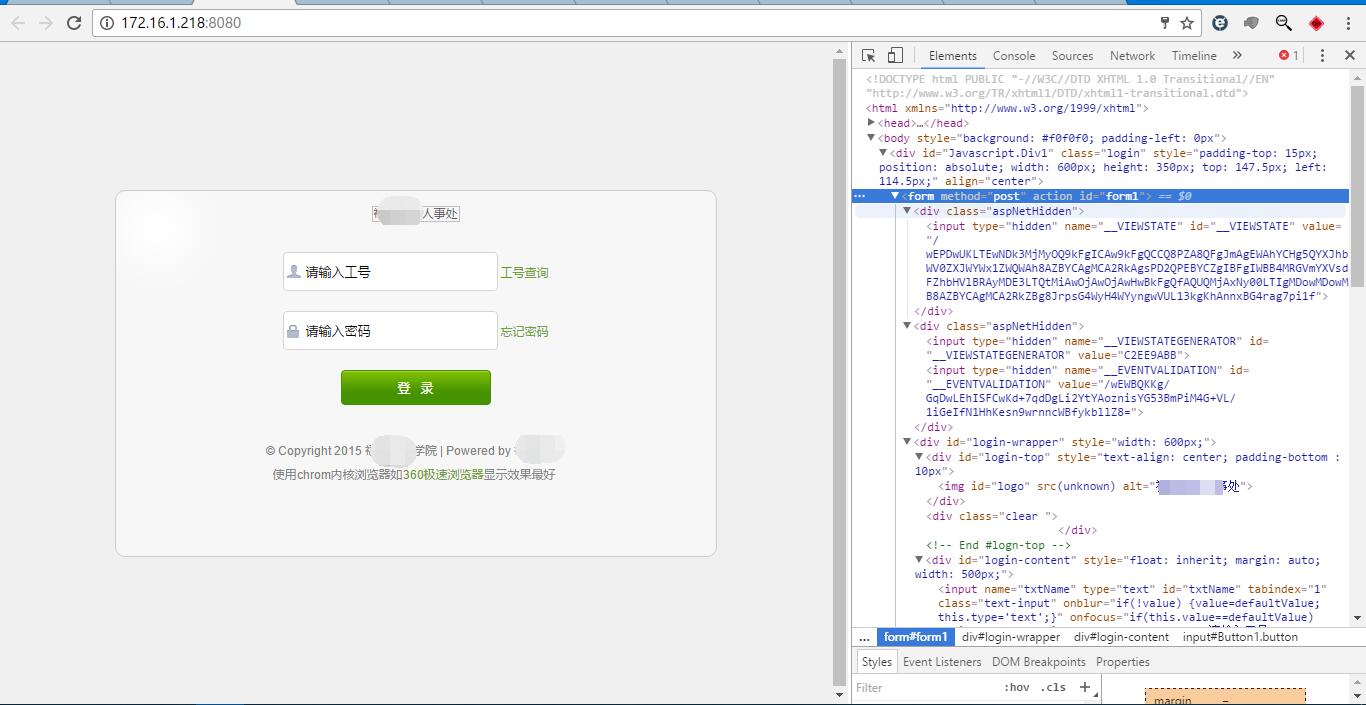 172.16.1.218:8080
人事处
请输入工号 工号查询
请输入密码 忘记密码
登 录
© Copyright 2015 学院 | Powered by
使用chrom内核浏览器如360极速浏览器显示效果最好
Elements Console Sources Network Timeline » 1
<!DOCTYPE html PUBLIC "-//W3C//DTD XHTML 1.0 Transitional//EN"
"http://www.w3.org/TR/xhtml1/DTD/xhtml1-transitional.dtd">
<html xmlns="http://www.w3.org/1999/xhtml">
<head>…</head>
<body style="background: #f0f0f0; padding-left: 0px">
<div id="Javascript.Div1" class="login" style="padding-top: 15px;
position: absolute; width: 600px; height: 350px; top: 147.5px; left:
114.5px;" align="center">
<form method="post" action id="form1"> == $0
<div class="aspNetHidden">
<input type="hidden" name="__VIEWSTATE" id="__VIEWSTATE" value=
"/
</div>
<div class="aspNetHidden">
<input type="hidden" name="__VIEWSTATEGENERATOR" id=
"__VIEWSTATEGENERATOR" value="C2EE9ABB">
<input type="hidden" name="__EVENTVALIDATION" id=
"__EVENTVALIDATION" value="/wEWBQKKg/
GqDwLEhISFCwKd+7qdDgLi2YtYAoznisYG53BmPiM4G+VL/
</div>
<div id="login-wrapper" style="width: 600px;">
<div id="login-top" style="text-align: center; padding-bottom :
10px">
<img id="logo" src(unknown) alt="处">
</div>
<div class="clear ">
</div>
<!-- End #logn-top -->
<div id="login-content" style="float: inherit; margin: auto;
width: 500px;">
<input name="txtName" type="text" id="txtName" tabindex="1"
class="text-input" onblur="if(!value) {value=defaultValue;
this.type='text';}" onfocus="if(this.value==defaultValue)
... form#form1 div#login-wrapper div#login-content input#Button1.button
Styles Event Listeners DOM Breakpoints Properties
Filter :hov .cls +
margin –